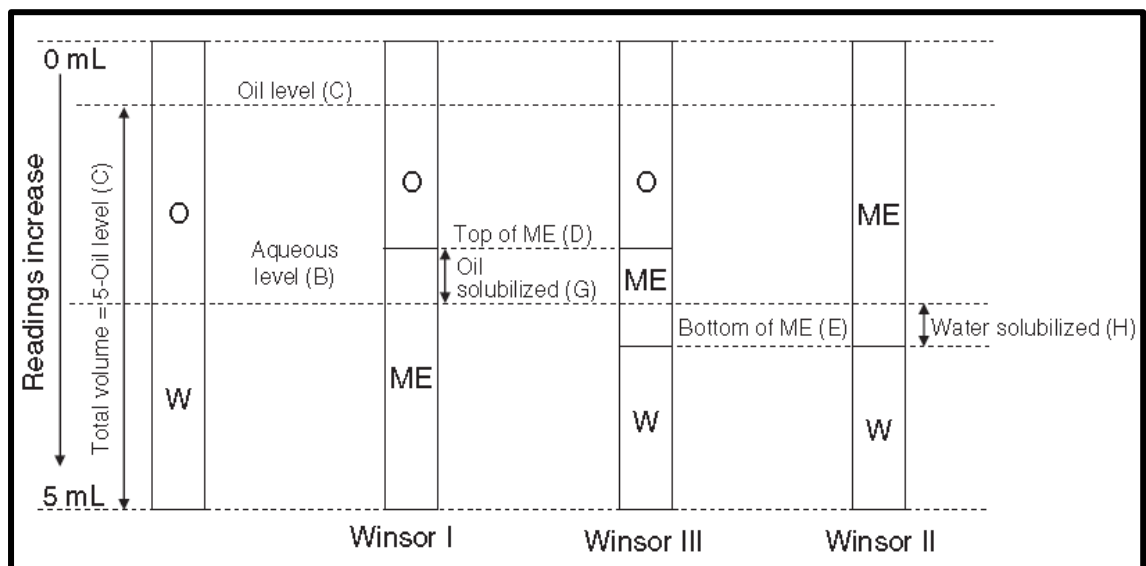 0 mL
Oil level (C)
Readings increase
Total volume = 5-Oil level (C)
O
O
O
ME
Top of ME (D)
Aqueous
level (B)
Oil
solubilized (G)
ME
Bottom of ME (E)
Water solubilized (H)
W
ME
W
W
5 mL
Winsor I
Winsor III
Winsor II